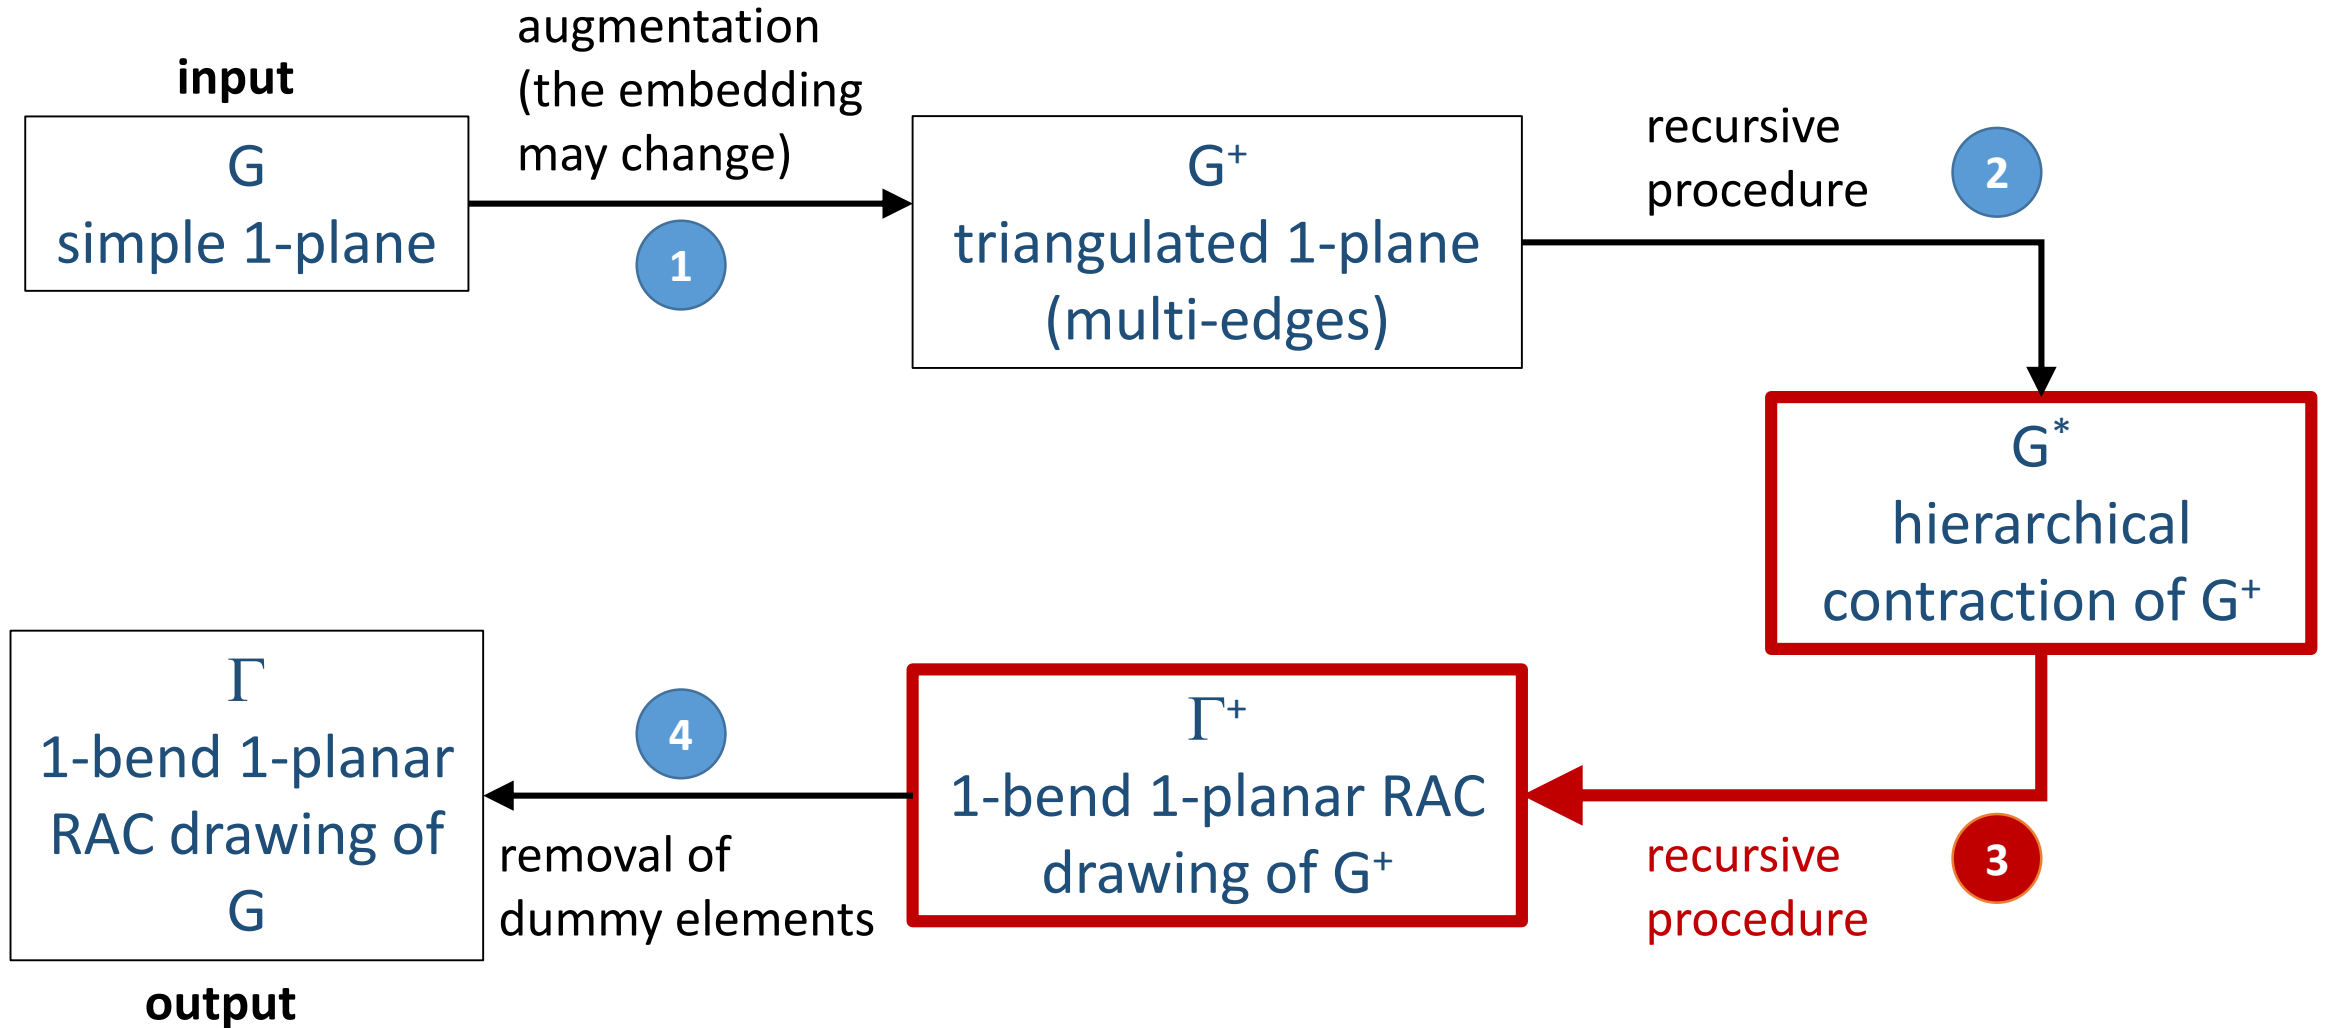 input
G
simple 1-plane
augmentation
(the embedding
may change)
1
G⁺
triangulated 1-plane
(multi-edges)
recursive
procedure
2
G*
hierarchical
contraction of G⁺
recursive
procedure
3
Γ⁺
1-bend 1-planar RAC
drawing of G⁺
4
removal of
dummy elements
Γ
1-bend 1-planar
RAC drawing of
G
output